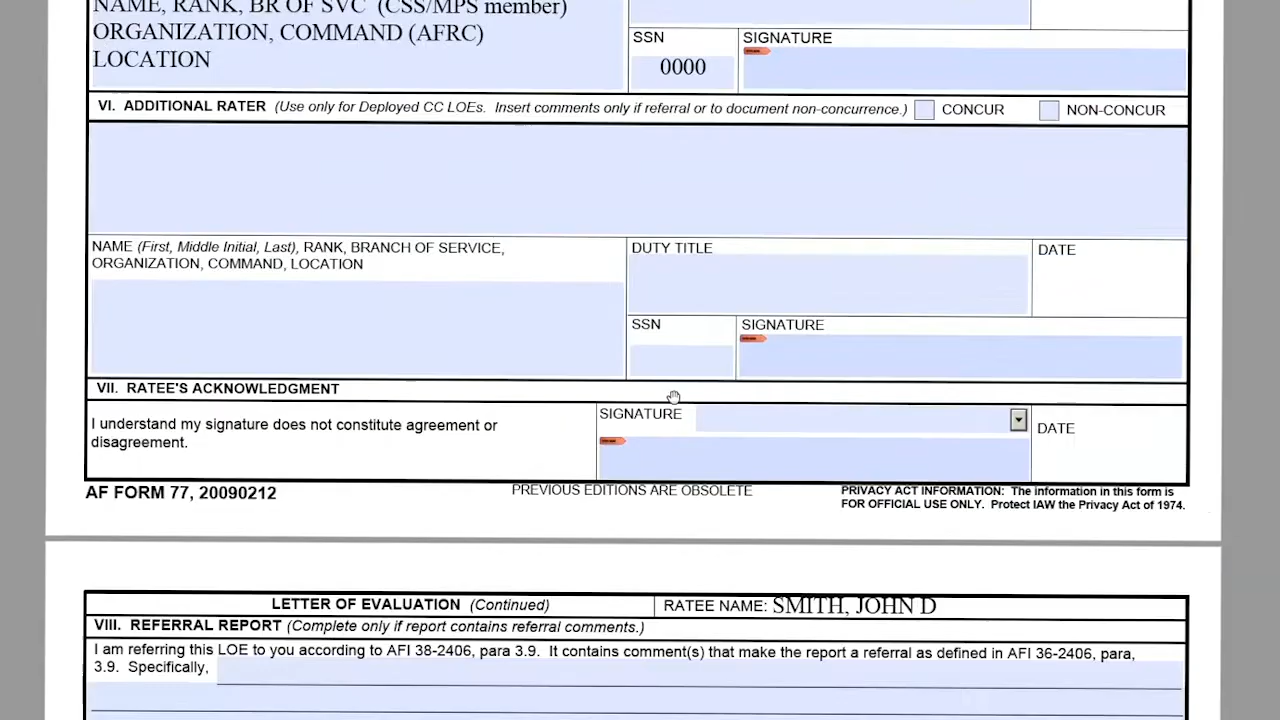 NAME, RANK, BR OF SVC (CSS/MPS member)
ORGANIZATION, COMMAND (AFRC)
LOCATION
SSN
0000
SIGNATURE
VI. ADDITIONAL RATER (Use only for Deployed CC LOEs. Insert comments only if referral or to document non-concurrence.) CONCUR NON-CONCUR
NAME (First, Middle Initial, Last), RANK, BRANCH OF SERVICE,
ORGANIZATION, COMMAND, LOCATION
DUTY TITLE
DATE
SSN
SIGNATURE
VII. RATEE'S ACKNOWLEDGMENT
I understand my signature does not constitute agreement or
disagreement.
SIGNATURE
DATE
AF FORM 77, 20090212
PREVIOUS EDITIONS ARE OBSOLETE
PRIVACY ACT INFORMATION: The information in this form is
FOR OFFICIAL USE ONLY. Protect IAW the Privacy Act of 1974.
LETTER OF EVALUATION (Continued)
RATEE NAME: SMITH, JOHN D
VIII. REFERRAL REPORT (Complete only if report contains referral comments.)
I am referring this LOE to you according to AFI 38-2406, para 3.9. It contains comment(s) that make the report a referral as defined in AFI 36-2406, para,
3.9. Specifically,